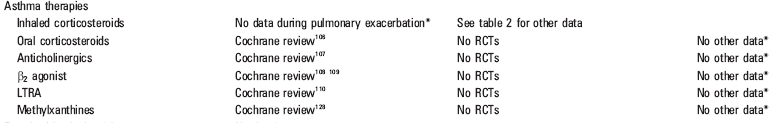 Asthma therapies
Inhaled corticosteroids No data during pulmonary exacerbation* See table 2 for other data
Oral corticosteroids Cochrane review106 No RCTs No other data*
Anticholinergics Cochrane review107 No RCTs No other data*
β2 agonist Cochrane review108 109 No RCTs No other data*
LTRA Cochrane review110 No RCTs No other data*
Methylxanthines Cochrane review128 No RCTs No other data*